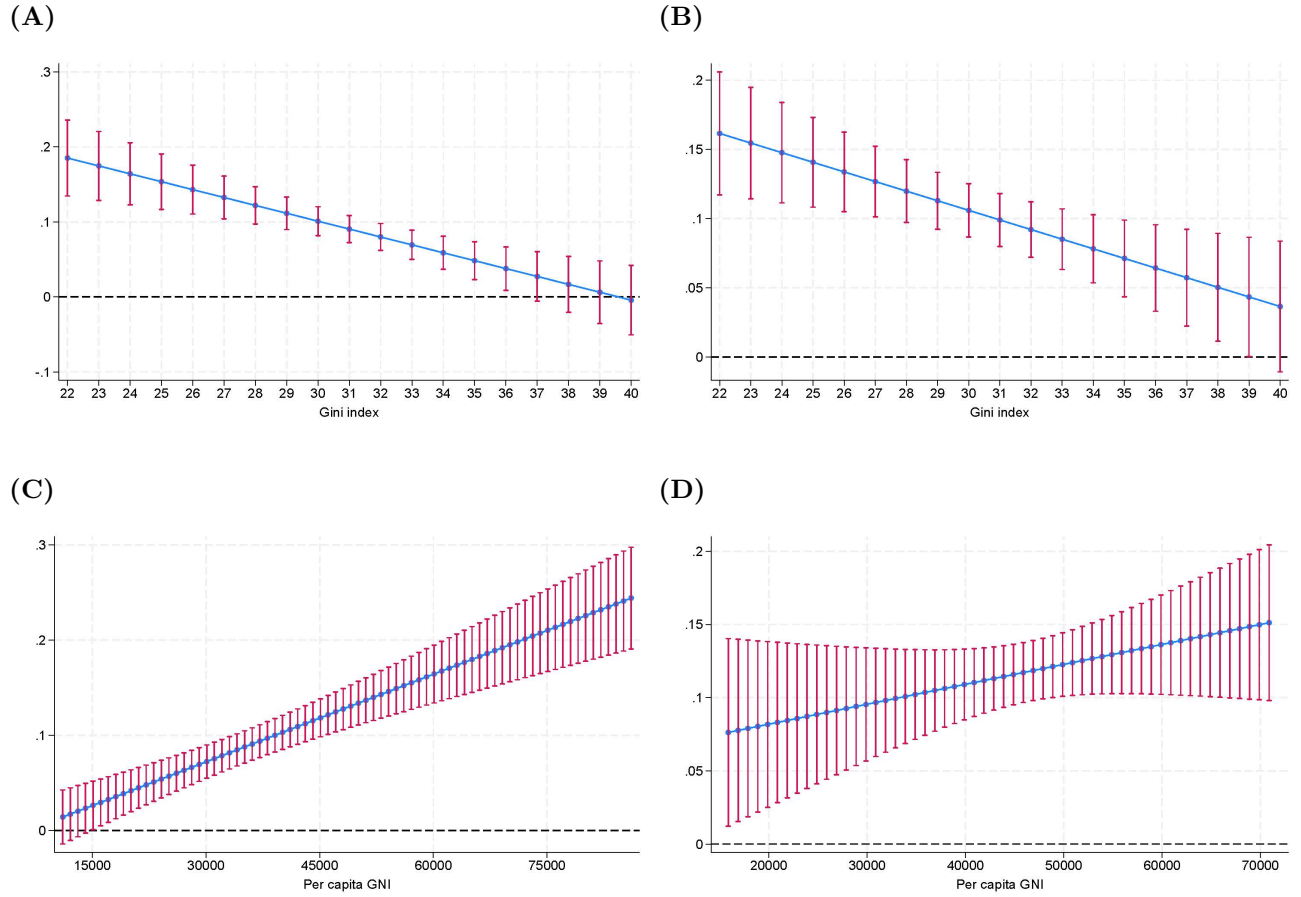 (A)
.3
.2
.1
0
-.1
22 23 24 25 26 27 28 29 30 31 32 33 34 35 36 37 38 39 40
Gini index
(B)
.2
.15
.1
.05
0
22 23 24 25 26 27 28 29 30 31 32 33 34 35 36 37 38 39 40
Gini index
(C)
.3
.2
.1
0
15000 30000 45000 60000 75000
Per capita GNI
(D)
.2
.15
.1
.05
0
20000 30000 40000 50000 60000 70000
Per capita GNI